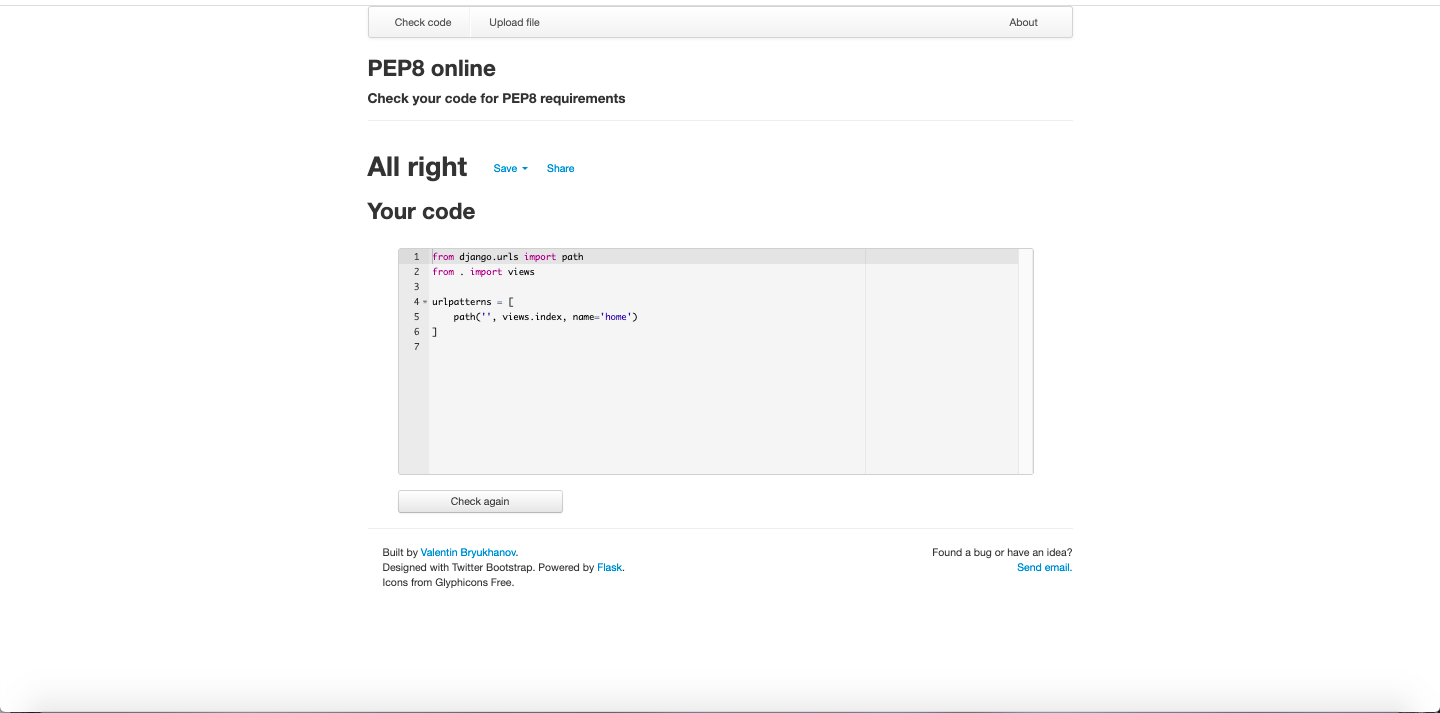 Check code Upload file About
PEP8 online
Check your code for PEP8 requirements
All right Save Share
Your code
1 from django.urls import path
2 from . import views
3
4 urlpatterns = [
5     path('', views.index, name='home')
6 ]
7
Check again
Built by Valentin Bryukhanov. Found a bug or have an idea?
Designed with Twitter Bootstrap. Powered by Flask. Send email.
Icons from Glyphicons Free.